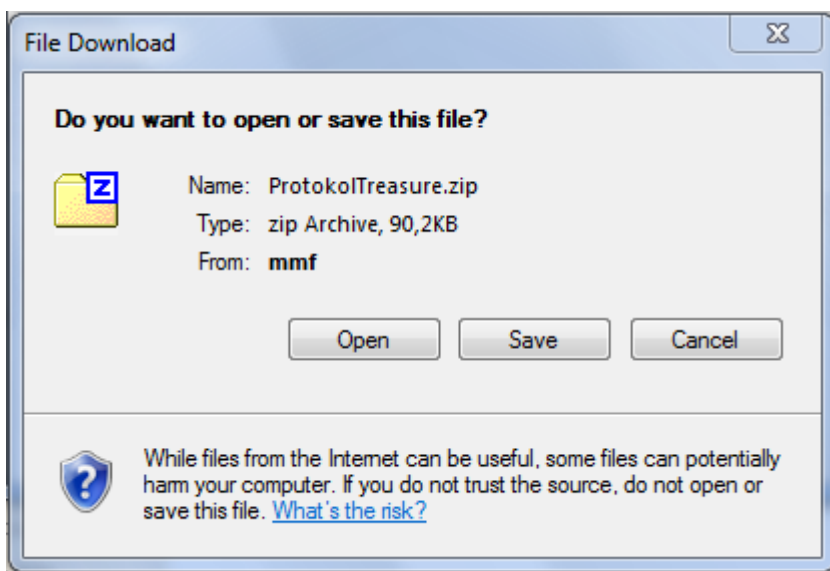 File Download
Do you want to open or save this file?
Z
Name: ProtokolTreasure.zip
Type: zip Archive, 90,2KB
From: mmf
Open Save Cancel
While files from the Internet can be useful, some files can potentially
harm your computer. If you do not trust the source, do not open or
save this file. What's the risk?